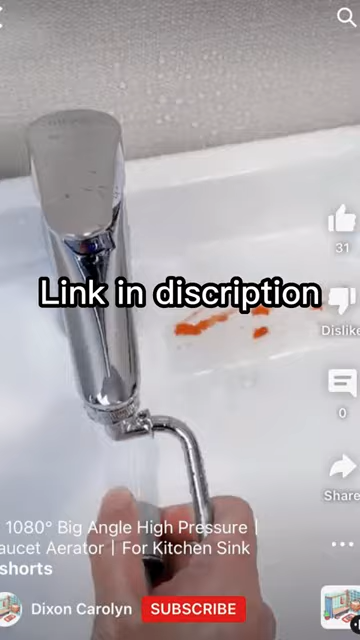 Link in discription
31
Dislike
0
Share
1080° Big Angle High Pressure |
aucet Aerator | For Kitchen Sink
shorts
Dixon Carolyn
SUBSCRIBE